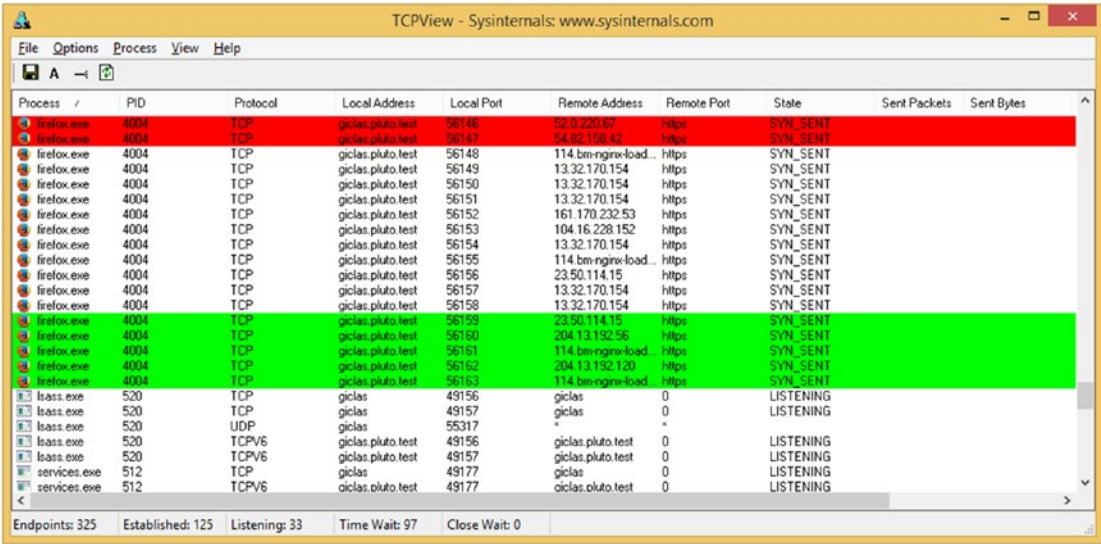 TCPView - Sysinternals: www.sysinternals.com
File Options Process View Help
A
Process / PID Protocol Local Address Local Port Remote Address Remote Port State Sent Packets Sent Bytes
firefox.exe 4004 TCP giclas.pluto.test 56146 52.0.220.67 https SYN_SENT
firefox.exe 4004 TCP giclas.pluto.test 56147 54.82.158.42 https SYN_SENT
firefox.exe 4004 TCP giclas.pluto.test 56148 114.bm-nginx-load... https SYN_SENT
firefox.exe 4004 TCP giclas.pluto.test 56149 13.32.170.154 https SYN_SENT
firefox.exe 4004 TCP giclas.pluto.test 56150 13.32.170.154 https SYN_SENT
firefox.exe 4004 TCP giclas.pluto.test 56151 13.32.170.154 https SYN_SENT
firefox.exe 4004 TCP giclas.pluto.test 56152 161.170.232.53 https SYN_SENT
firefox.exe 4004 TCP giclas.pluto.test 56153 104.16.228.152 https SYN_SENT
firefox.exe 4004 TCP giclas.pluto.test 56154 13.32.170.154 https SYN_SENT
firefox.exe 4004 TCP giclas.pluto.test 56155 114.bm-nginx-load... https SYN_SENT
firefox.exe 4004 TCP giclas.pluto.test 56156 23.50.114.15 https SYN_SENT
firefox.exe 4004 TCP giclas.pluto.test 56157 13.32.170.154 https SYN_SENT
firefox.exe 4004 TCP giclas.pluto.test 56158 13.32.170.154 https SYN_SENT
firefox.exe 4004 TCP giclas.pluto.test 56159 23.50.114.15 https SYN_SENT
firefox.exe 4004 TCP giclas.pluto.test 56160 204.13.192.56 https SYN_SENT
firefox.exe 4004 TCP giclas.pluto.test 56161 114.bm-nginx-load... https SYN_SENT
firefox.exe 4004 TCP giclas.pluto.test 56162 204.13.192.120 https SYN_SENT
firefox.exe 4004 TCP giclas.pluto.test 56163 114.bm-nginx-load... https SYN_SENT
lsass.exe 520 TCP giclas 49156 giclas 0 LISTENING
lsass.exe 520 TCP giclas 49157 giclas 0 LISTENING
lsass.exe 520 UDP giclas 55317 * *
lsass.exe 520 TCPV6 giclas.pluto.test 49156 giclas.pluto.test 0 LISTENING
lsass.exe 520 TCPV6 giclas.pluto.test 49157 giclas.pluto.test 0 LISTENING
services.exe 512 TCP giclas 49177 giclas 0 LISTENING
services.exe 512 TCPV6 giclas.pluto.test 49177 giclas.pluto.test 0 LISTENING
Endpoints: 325 Established: 125 Listening: 33 Time Wait: 97 Close Wait: 0